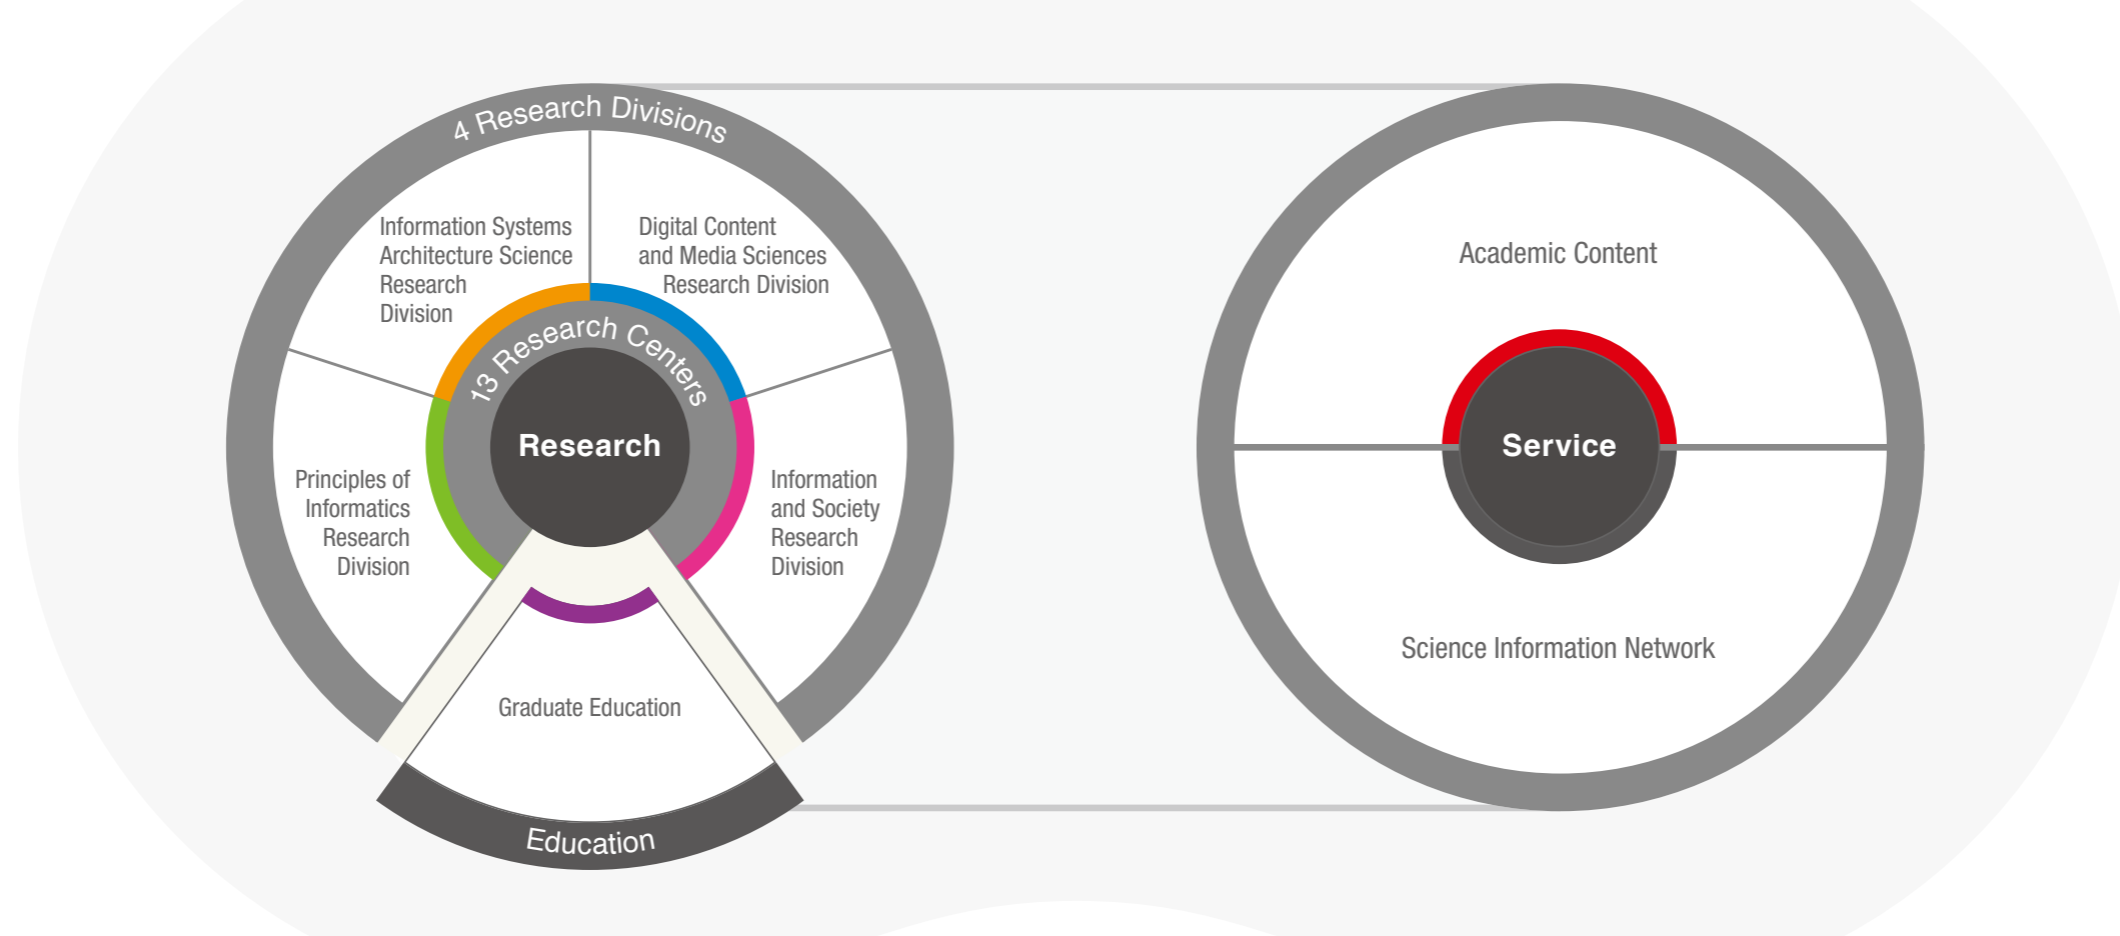 4 Research Divisions
Information Systems
Architecture Science
Research
Division
Digital Content
and Media Sciences
Research Division
13 Research Centers
Research
Principles of
Informatics
Research
Division
Information
and Society
Research
Division
Graduate Education
Education
Academic Content
Service
Science Information Network